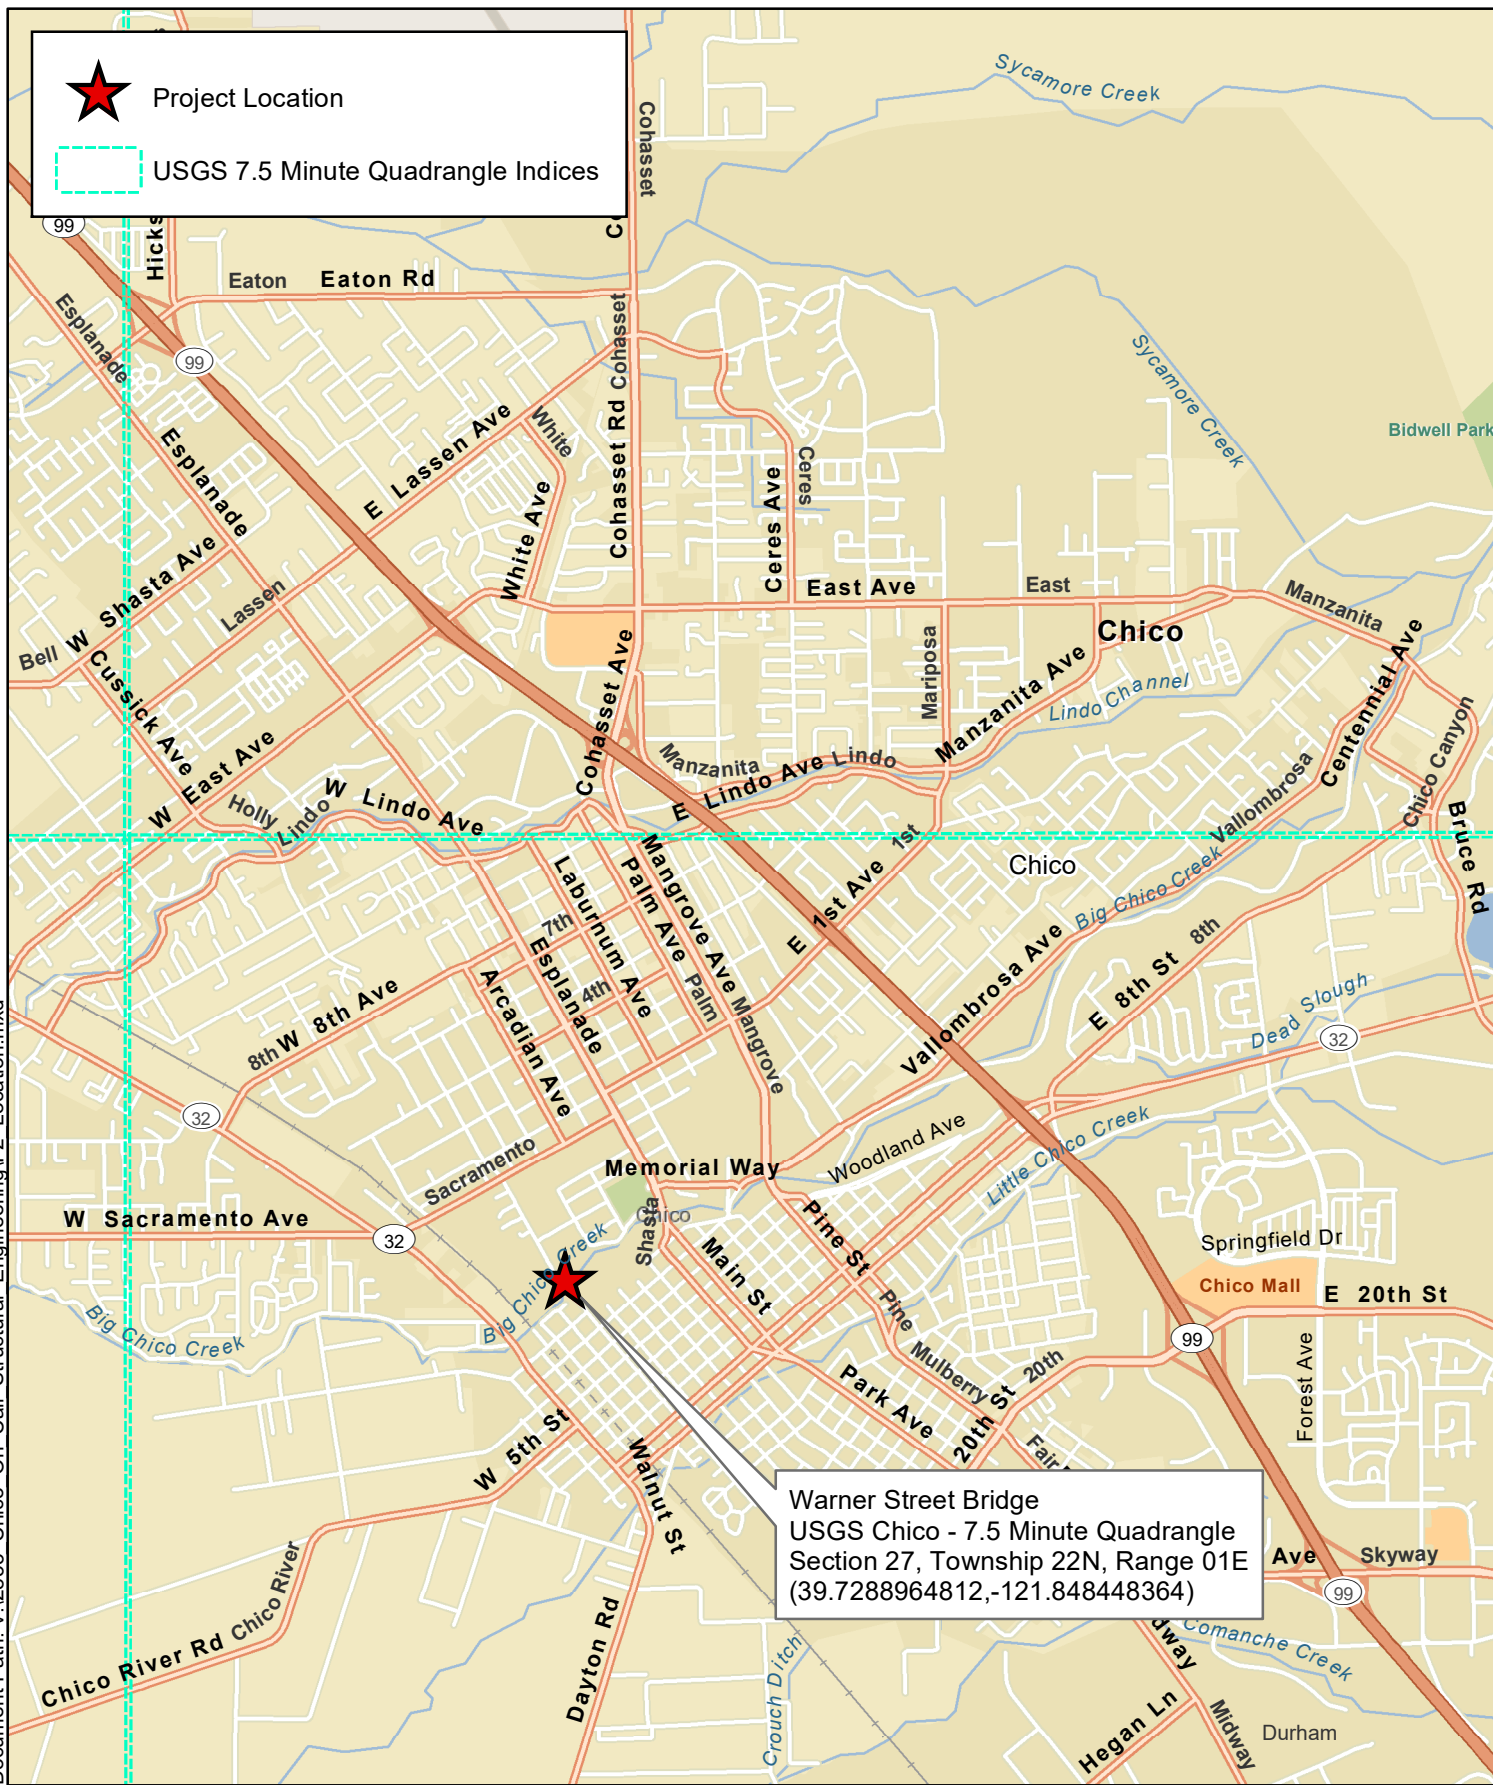 Project Location
USGS 7.5 Minute Quadrangle Indices
Sycamore Creek
Cohasset
99
Hicks
Eaton
Eaton Rd
Esplanade
99
Cohasset
Sycamore Creek
Bidwell Park
White
E Lassen Ave
Esplanade
Cohasset Rd
Ceres
Ceres Ave
White Ave
W Shasta Ave
Lassen
East Ave
East
Manzanita
Bell
Chico
Cussick Ave
Cohasset Ave
Mariposa
Manzanita Ave
Lindo Channel
Centennial Ave
W East Ave
Manzanita
E Lindo Ave
Lindo
Vallombrosa
Chico Canyon
Holly
Lindo
W Lindo Ave
Mangrove Ave
1st
Chico
Bruce Rd
Laburnum Ave
Palm Ave
E 1st Ave
Big Chico Creek
7th
Esplanade
4th
Palm
Mangrove
Vallombrosa Ave
E 8th St
8th
Dead Slough
W 8th Ave
8th
Arcadian Ave
32
32
Sacramento
Memorial Way
Woodland Ave
Little Chico Creek
W Sacramento Ave
32
Shasta
Chico
Pine St
Springfield Dr
Big Chico Creek
Main St
Chico Mall
E 20th St
Big Chico Creek
Pine
99
Mulberry
20th
Forest Ave
Park Ave
20th St
W 5th St
Walnut St
Warner Street Bridge
USGS Chico - 7.5 Minute Quadrangle
Section 27, Township 22N, Range 01E
(39.7288964812,-121.848448364)
Ave
Skyway
99
Chico River
Chico River Rd
Dayton Rd
Crouch Ditch
Comanche Creek
Hegan Ln
Midway
Durham